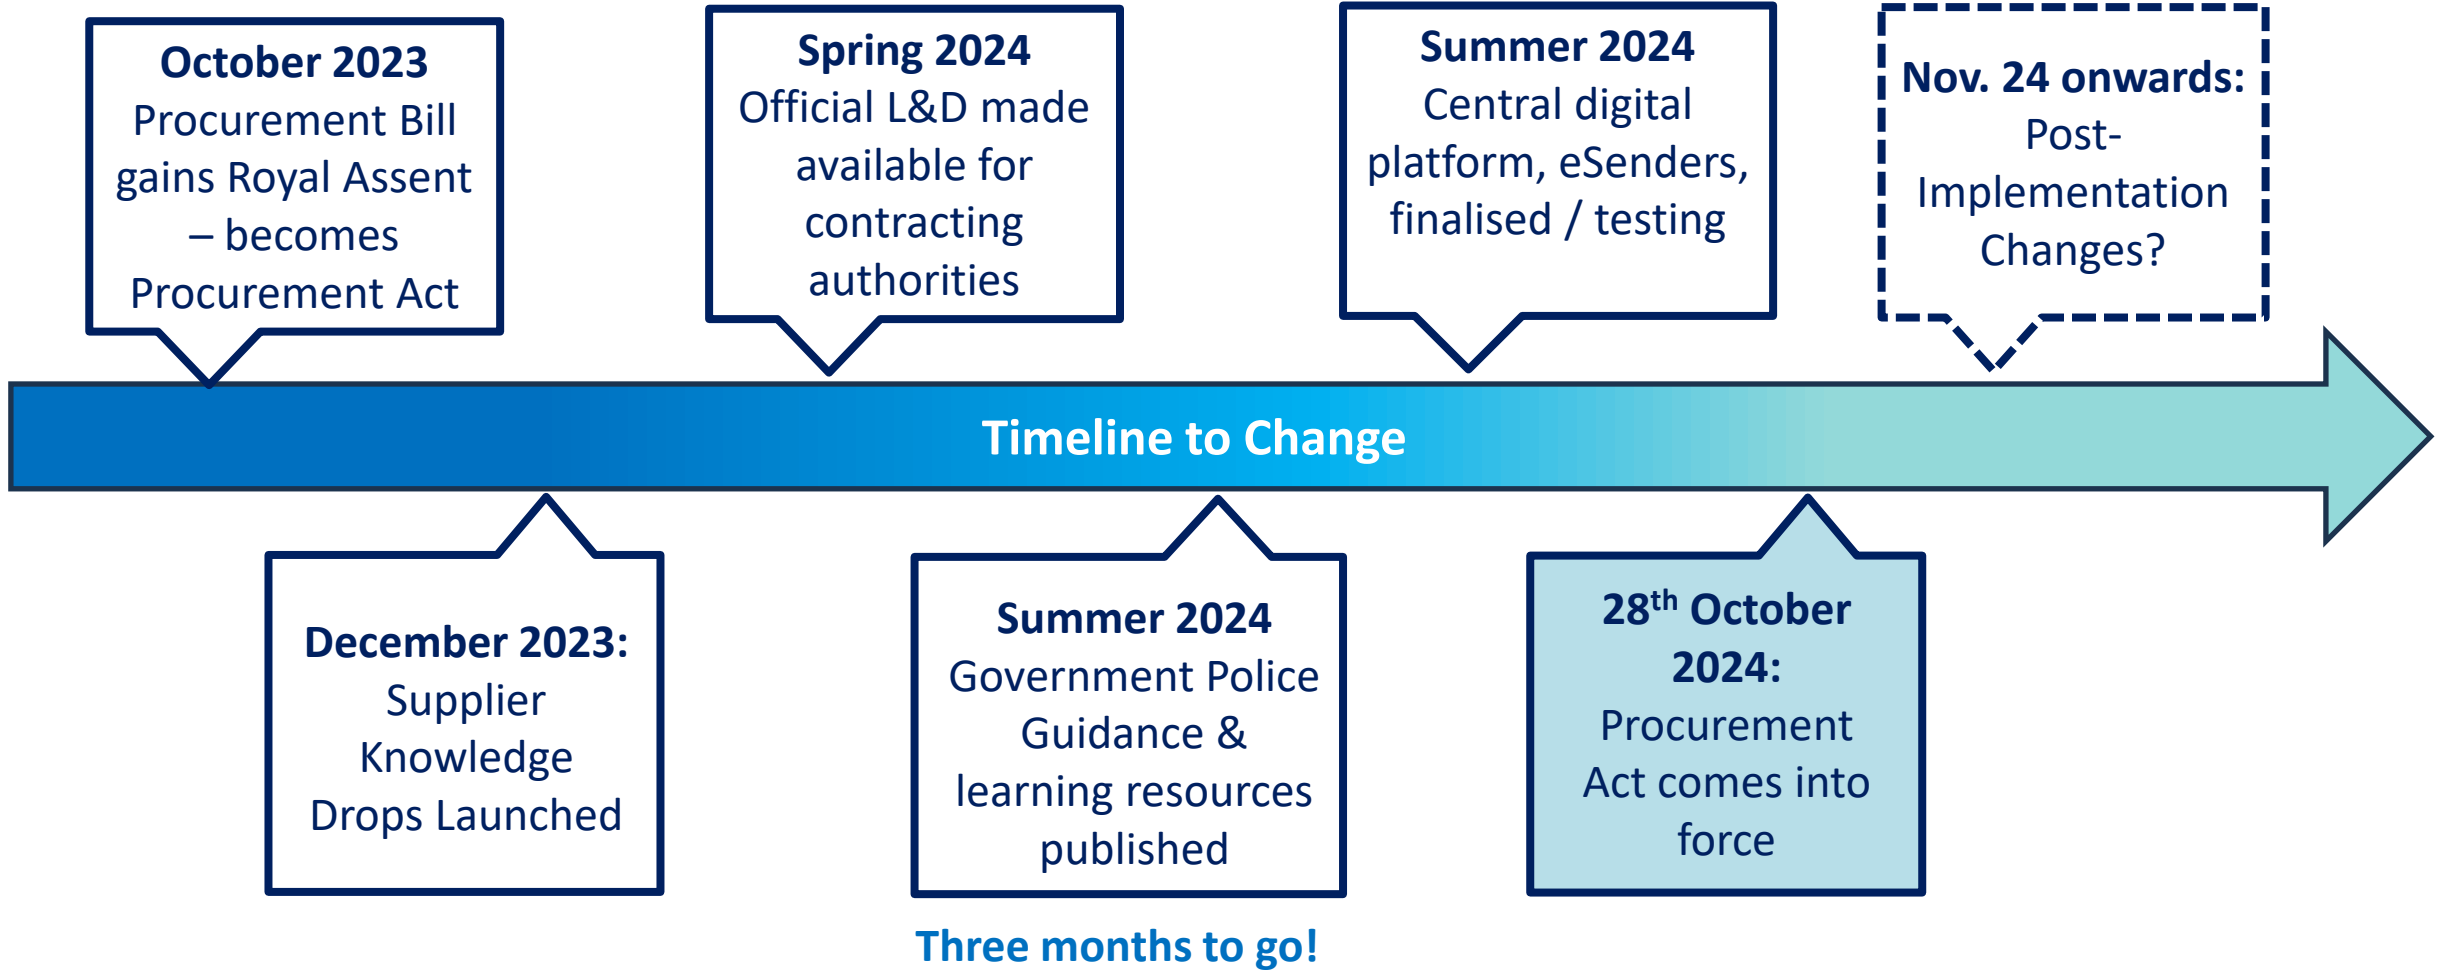 October 2023
Procurement Bill
gains Royal Assent
– becomes
Procurement Act
Spring 2024
Official L&D made
available for
contracting
authorities
Summer 2024
Central digital
platform, eSenders,
finalised / testing
Nov. 24 onwards:
Post-
Implementation
Changes?
Timeline to Change
December 2023:
Supplier
Knowledge
Drops Launched
Summer 2024
Government Police
Guidance &
learning resources
published
Three months to go!
28th October
2024:
Procurement
Act comes into
force